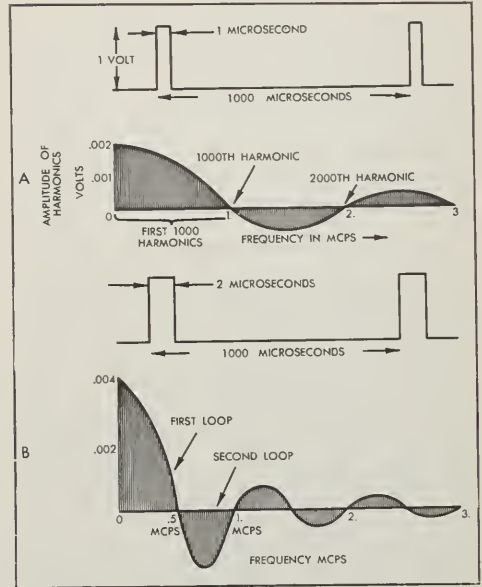 1 MICROSECOND
1 VOLT
1000 MICROSECONDS
A
AMPLITUDE OF
HARMONICS
VOLTS
.002
.001
0
1000TH HARMONIC
2000TH HARMONIC
1.
2.
3.
FIRST 1000
HARMONICS
FREQUENCY IN MCPS
2 MICROSECONDS
1000 MICROSECONDS
B
.004
.002
FIRST LOOP
SECOND LOOP
0
.5
1.
2.
3.
MCPS
MCPS
FREQUENCY MCPS